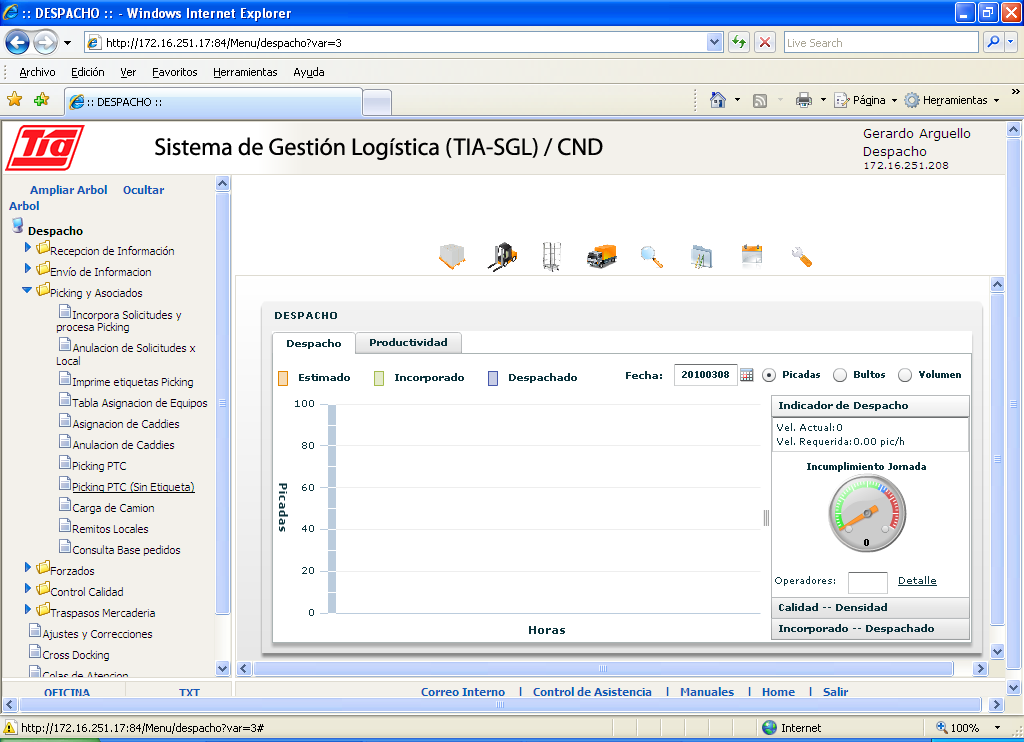 :: DESPACHO :: - Windows Internet Explorer
http://172.16.251.17:84/Menu/despacho?var=3
Live Search
Archivo Edición Ver Favoritos Herramientas Ayuda
:: DESPACHO ::
Página Herramientas »
Tia
Sistema de Gestión Logística (TIA-SGL) / CND
Gerardo Arguello
Despacho
172.16.251.208
Ampliar Arbol Ocultar
Arbol
Despacho
Recepcion de Información
Envío de Informacion
Picking y Asociados
Incorpora Solicitudes y
procesa Picking
Anulacion de Solicitudes x
Local
Imprime etiquetas Picking
Tabla Asignacion de Equipos
Asignacion de Caddies
Anulacion de Caddies
Picking PTC
Picking PTC (Sin Etiqueta)
Carga de Camion
Remitos Locales
Consulta Base pedidos
Forzados
Control Calidad
Traspasos Mercaderia
Ajustes y Correcciones
Cross Docking
Colas de Atencion
OFICINA TXT
DESPACHO
Despacho Productividad
Estimado Incorporado Despachado
Fecha: 20100308 Picadas Bultos Volumen
100
80
60
40
20
0
Picadas
Horas
Indicador de Despacho
Vel. Actual:0
Vel. Requerida:0.00 pic/h
Incumplimiento Jornada
0
Operadores: Detalle
Calidad -- Densidad
Incorporado -- Despachado
Correo Interno | Control de Asistencia | Manuales | Home | Salir
http://172.16.251.17:84/Menu/despacho?var=3#
Internet
100%